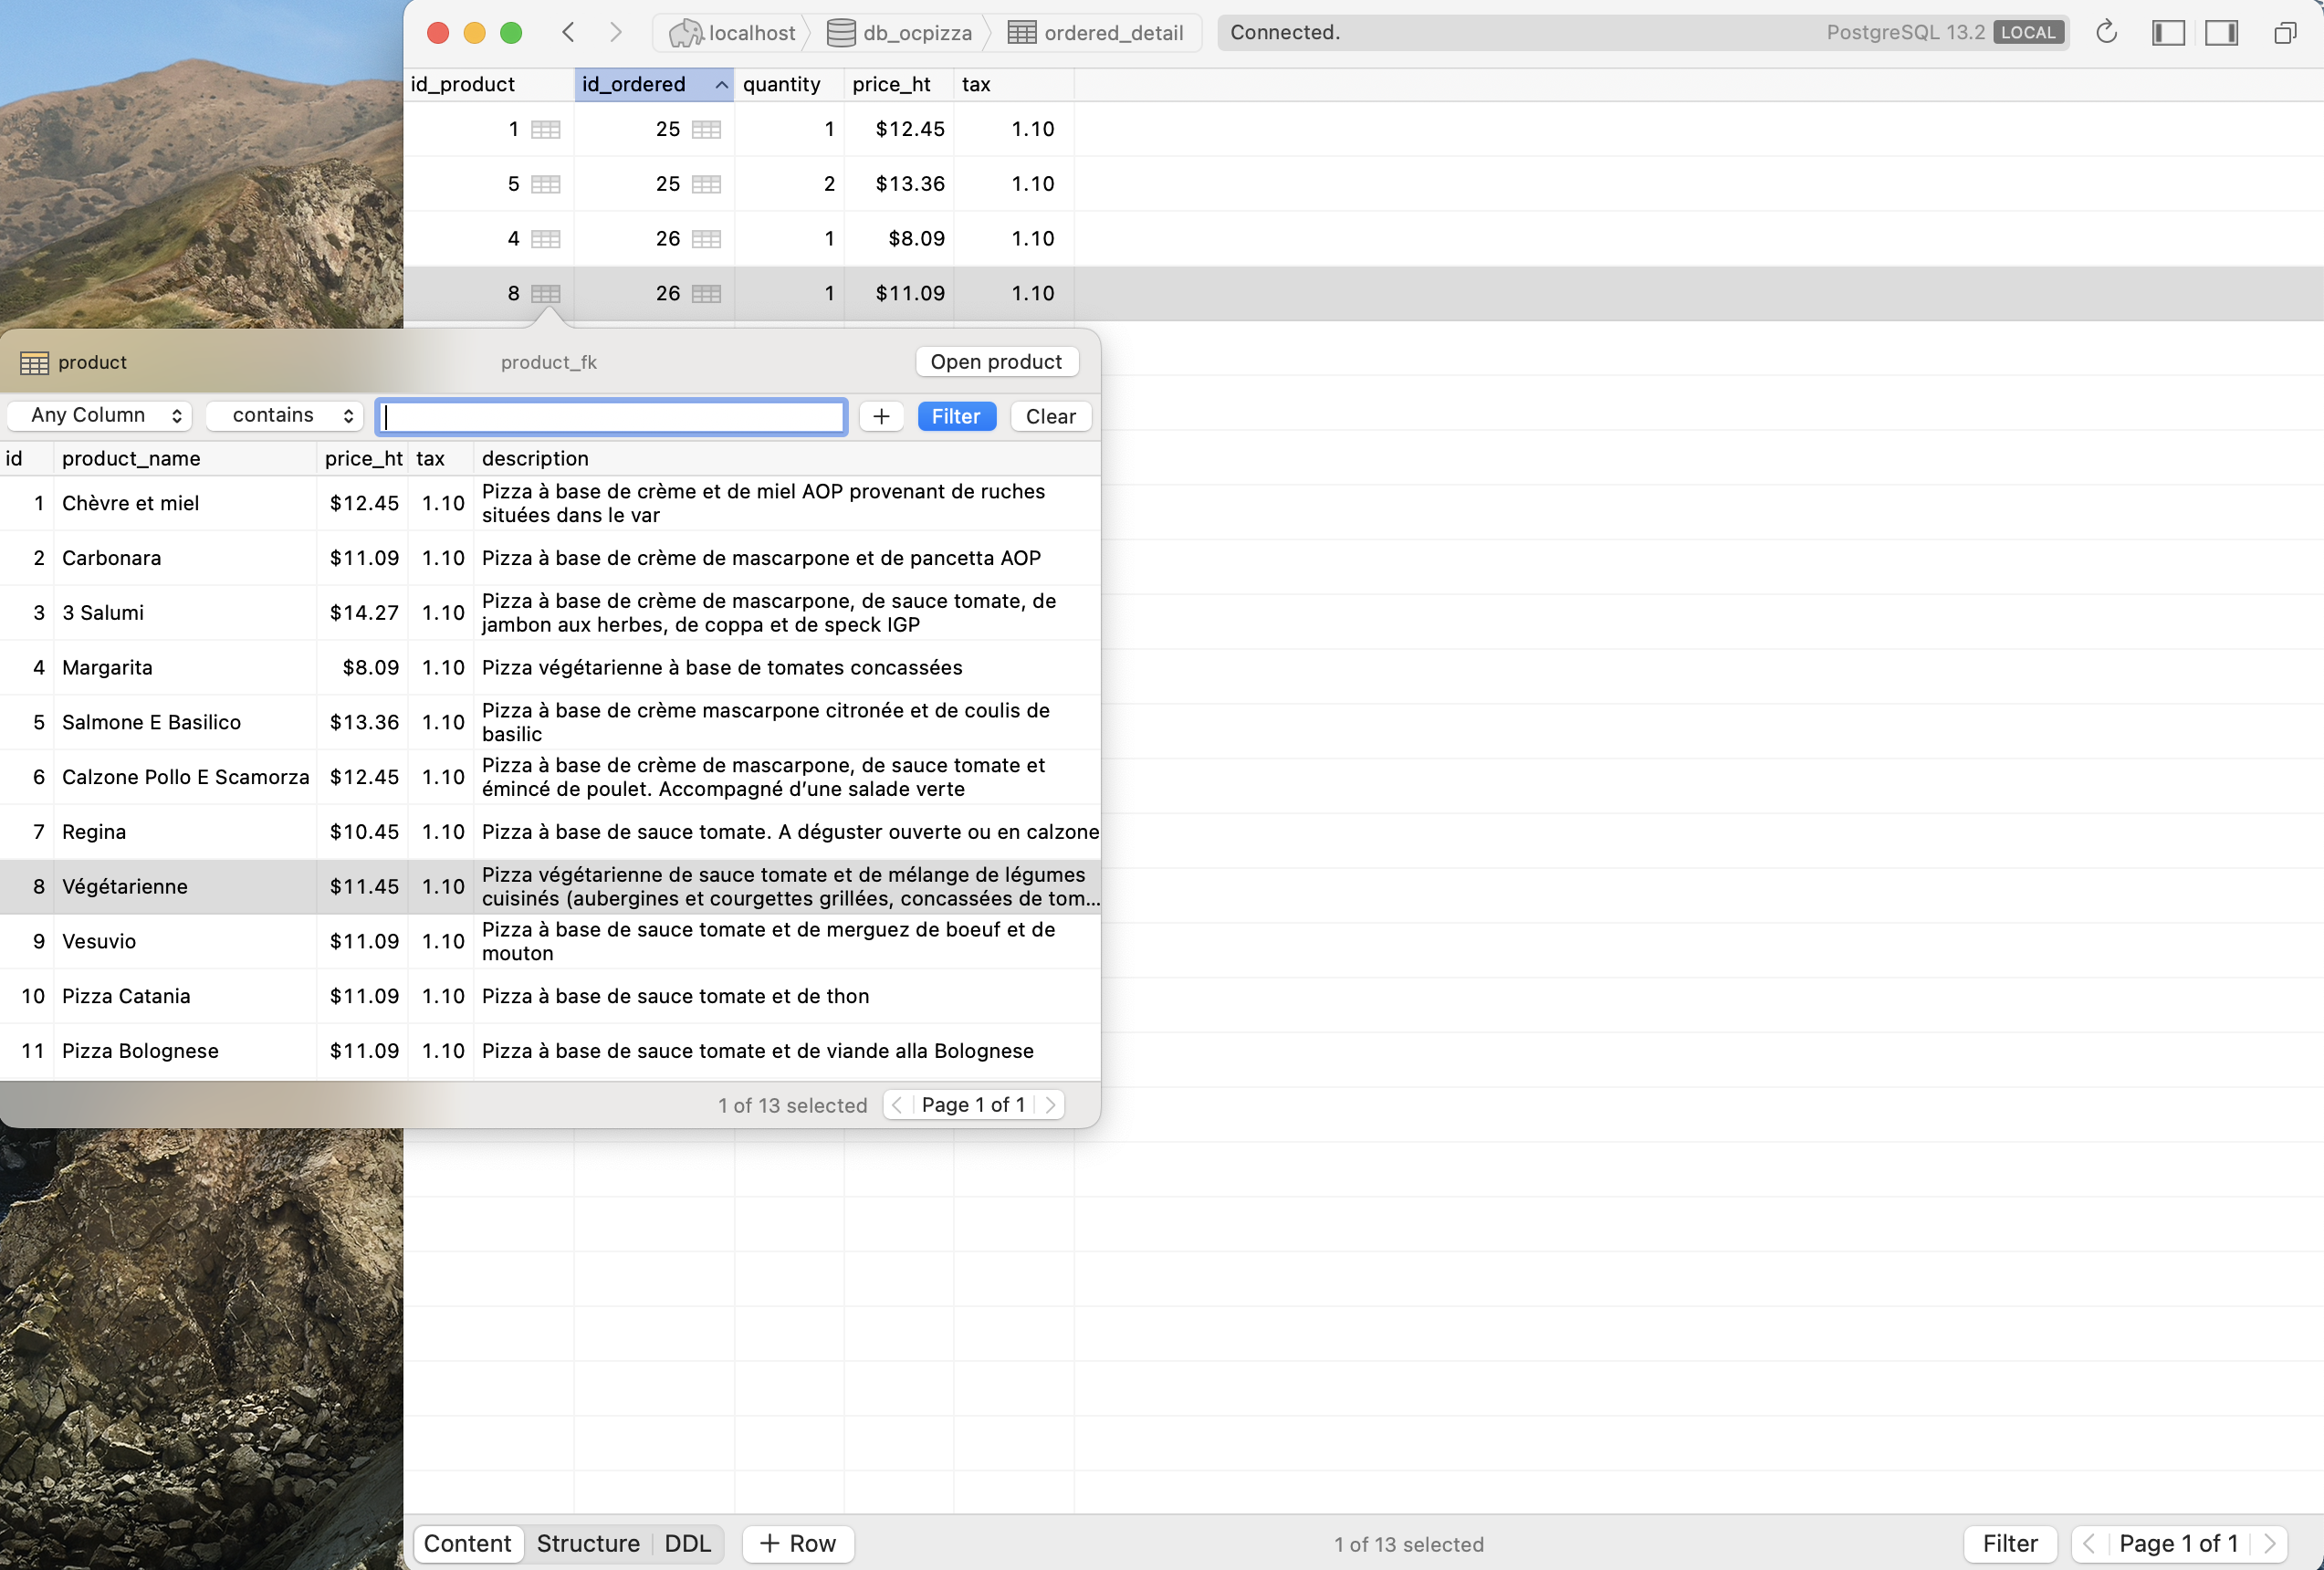 localhost db_ocpizza ordered_detail Connected. PostgreSQL 13.2 LOCAL
id_product id_ordered quantity price_ht tax
1 25 1 $12.45 1.10
5 25 2 $13.36 1.10
4 26 1 $8.09 1.10
8 26 1 $11.09 1.10
product product_fk Open product
Any Column contains + Filter Clear
id product_name price_ht tax description
1 Chèvre et miel $12.45 1.10 Pizza à base de crème et de miel AOP provenant de ruches
situées dans le var
2 Carbonara $11.09 1.10 Pizza à base de crème de mascarpone et de pancetta AOP
3 3 Salumi $14.27 1.10 Pizza à base de crème de mascarpone, de sauce tomate, de
jambon aux herbes, de coppa et de speck IGP
4 Margarita $8.09 1.10 Pizza végétarienne à base de tomates concassées
5 Salmone E Basilico $13.36 1.10 Pizza à base de crème mascarpone citronée et de coulis de
basilic
6 Calzone Pollo E Scamorza $12.45 1.10 Pizza à base de crème de mascarpone, de sauce tomate et
émincé de poulet. Accompagné d’une salade verte
7 Regina $10.45 1.10 Pizza à base de sauce tomate. A déguster ouverte ou en calzone
8 Végétarienne $11.45 1.10 Pizza végétarienne de sauce tomate et de mélange de légumes
cuisinés (aubergines et courgettes grillées, concassées de tom...
9 Vesuvio $11.09 1.10 Pizza à base de sauce tomate et de merguez de boeuf et de
mouton
10 Pizza Catania $11.09 1.10 Pizza à base de sauce tomate et de thon
11 Pizza Bolognese $11.09 1.10 Pizza à base de sauce tomate et de viande alla Bolognese
1 of 13 selected Page 1 of 1
Content Structure DDL + Row 1 of 13 selected Filter Page 1 of 1